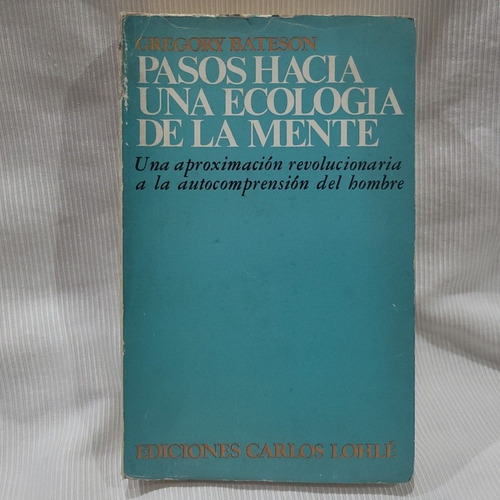 GREGORY BATESON
PASOS HACIA
UNA ECOLOGIA
DE LA MENTE
Una aproximación revolucionaria
a la autocomprensión del hombre
EDICIONES CARLOS LOHLÉ